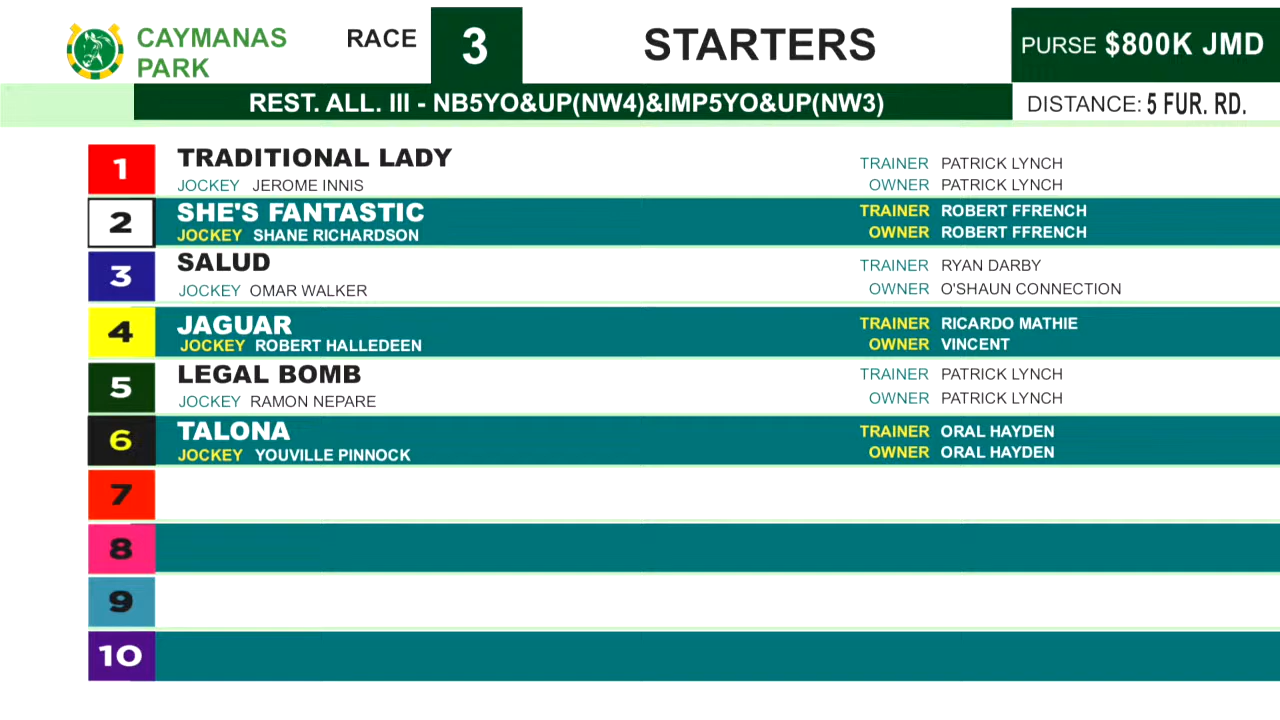 CAYMANAS PARK
RACE 3
STARTERS
PURSE $800K JMD
REST. ALL. III - NB5YO&UP(NW4)&IMP5YO&UP(NW3)
DISTANCE: 5 FUR. RD.
1 TRADITIONAL LADY
JOCKEY JEROME INNIS
TRAINER PATRICK LYNCH
OWNER PATRICK LYNCH
2 SHE'S FANTASTIC
JOCKEY SHANE RICHARDSON
TRAINER ROBERT FFRENCH
OWNER ROBERT FFRENCH
3 SALUD
JOCKEY OMAR WALKER
TRAINER RYAN DARBY
OWNER O'SHAUN CONNECTION
4 JAGUAR
JOCKEY ROBERT HALLEDEEN
TRAINER RICARDO MATHIE
OWNER VINCENT
5 LEGAL BOMB
JOCKEY RAMON NEPARE
TRAINER PATRICK LYNCH
OWNER PATRICK LYNCH
6 TALONA
JOCKEY YOUVILLE PINNOCK
TRAINER ORAL HAYDEN
OWNER ORAL HAYDEN
7
8
9
10